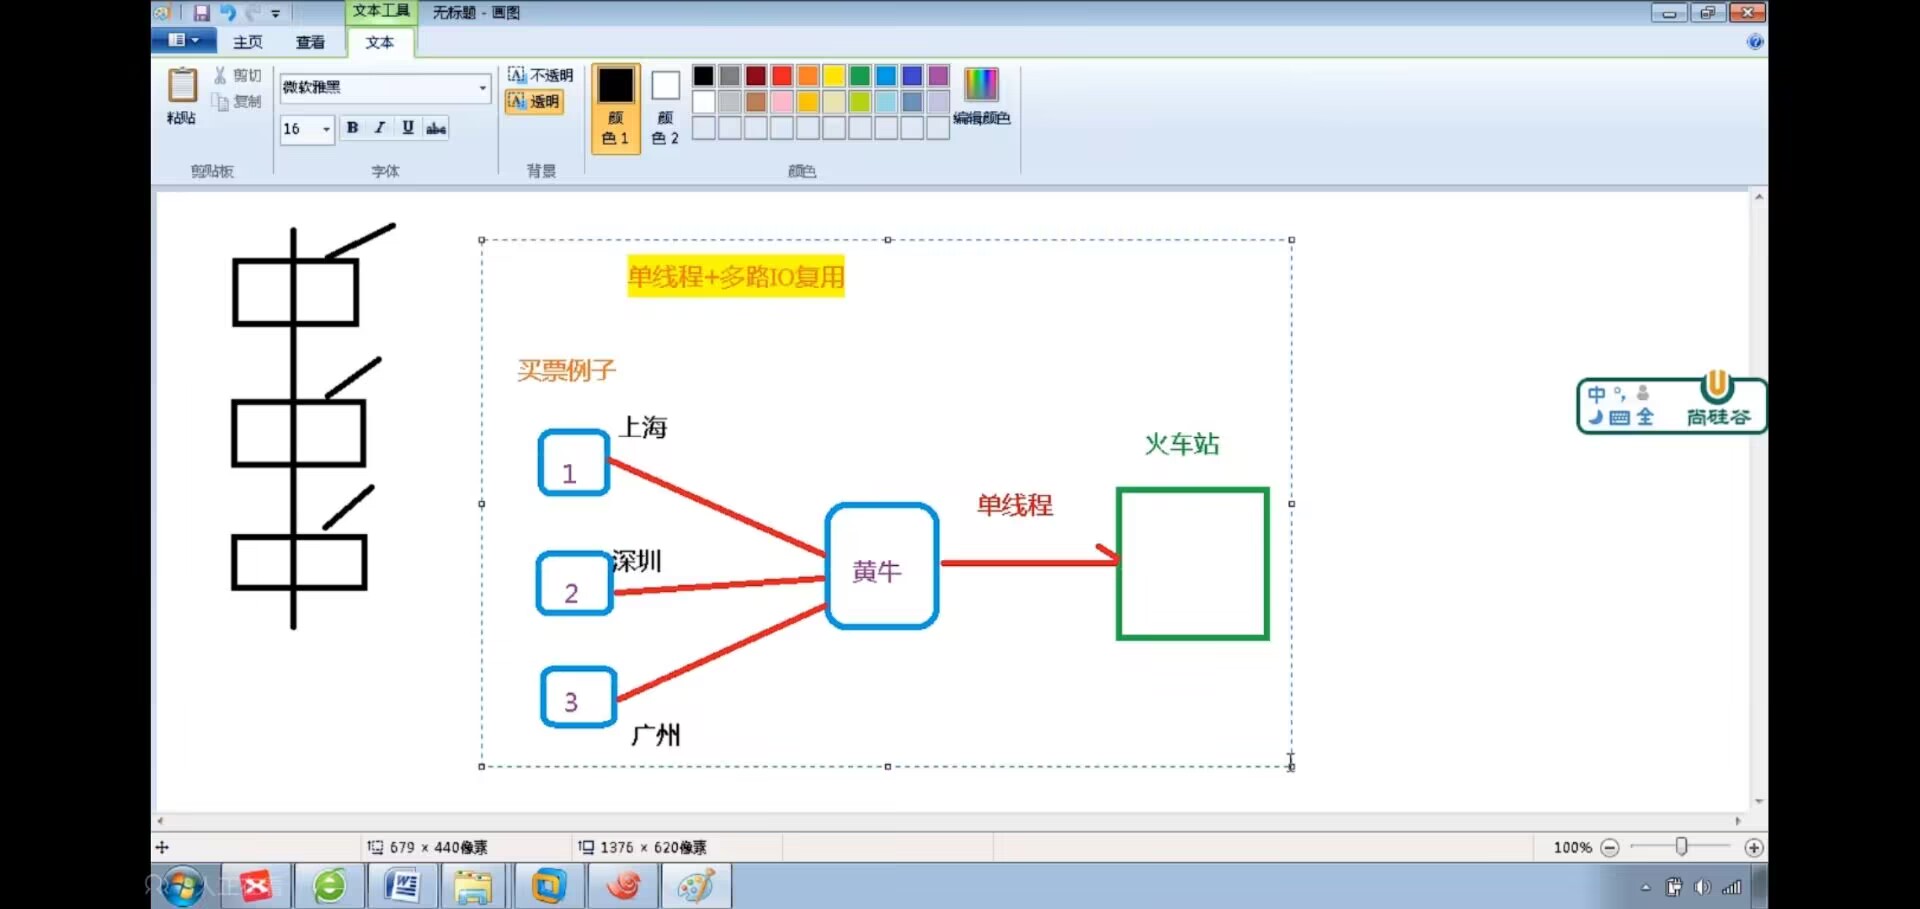 文本工具 无标题 - 画图
主页 查看 文本
粘贴 剪切 复制
剪贴板
微软雅黑
16 B I U abc
字体
不透明
透明
背景
颜色 1
颜色 2
编辑颜色
颜色
单线程+多路IO复用
买票例子
上海
1
深圳
2
3
广州
黄牛
单线程
火车站
中 °, 全
尚硅谷
679 × 440像素
1376 × 620像素
100%